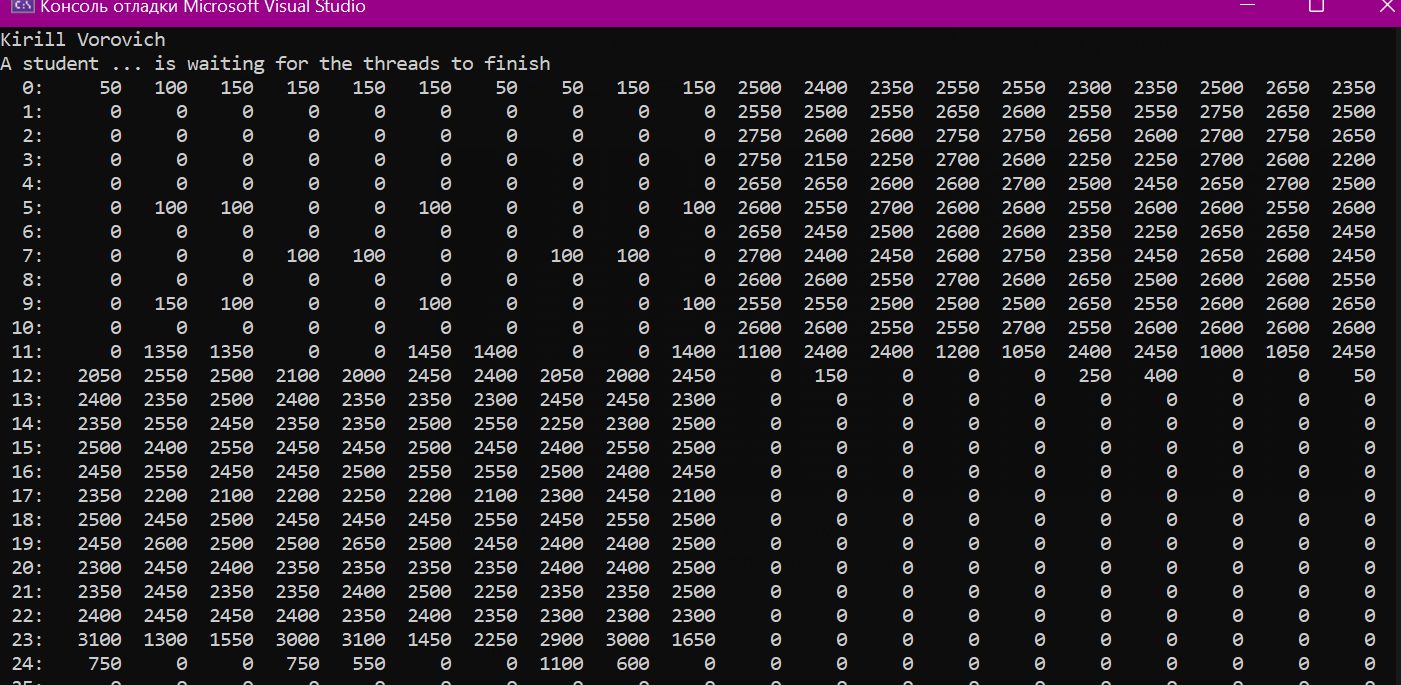 Консоль отладки Microsoft Visual Studio
Kirill Vorovich
A student ... is waiting for the threads to finish
0: 50 100 150 150 150 150 50 50 150 150 2500 2400 2350 2550 2550 2300 2350 2500 2650 2350
1: 0 0 0 0 0 0 0 0 0 0 2550 2500 2550 2650 2600 2550 2550 2750 2650 2500
2: 0 0 0 0 0 0 0 0 0 0 2750 2600 2600 2750 2750 2650 2600 2700 2750 2650
3: 0 0 0 0 0 0 0 0 0 0 2750 2150 2250 2700 2600 2250 2250 2700 2600 2200
4: 0 0 0 0 0 0 0 0 0 0 2650 2650 2600 2600 2700 2500 2450 2650 2700 2500
5: 0 100 100 0 0 100 0 0 0 100 2600 2550 2700 2600 2600 2550 2600 2600 2550 2600
6: 0 0 0 0 0 0 0 0 0 0 2650 2450 2500 2600 2600 2350 2250 2650 2650 2450
7: 0 0 0 100 100 0 0 100 100 0 2700 2400 2450 2600 2750 2350 2450 2650 2600 2450
8: 0 0 0 0 0 0 0 0 0 0 2600 2600 2550 2700 2600 2650 2500 2600 2600 2550
9: 0 150 100 0 0 100 0 0 0 100 2550 2550 2500 2500 2500 2650 2550 2600 2600 2650
10: 0 0 0 0 0 0 0 0 0 0 2600 2600 2550 2550 2700 2550 2600 2600 2600 2600
11: 0 1350 1350 0 0 1450 1400 0 0 1400 1100 2400 2400 1200 1050 2400 2450 1000 1050 2450
12: 2050 2550 2500 2100 2000 2450 2400 2050 2000 2450 0 150 0 0 0 250 400 0 0 50
13: 2400 2350 2500 2400 2350 2350 2300 2450 2450 2300 0 0 0 0 0 0 0 0 0 0
14: 2350 2550 2450 2350 2350 2500 2550 2250 2300 2500 0 0 0 0 0 0 0 0 0 0
15: 2500 2400 2550 2450 2450 2500 2450 2400 2550 2500 0 0 0 0 0 0 0 0 0 0
16: 2450 2550 2450 2450 2500 2550 2550 2500 2400 2450 0 0 0 0 0 0 0 0 0 0
17: 2350 2200 2100 2200 2250 2200 2100 2300 2450 2100 0 0 0 0 0 0 0 0 0 0
18: 2500 2450 2500 2450 2450 2450 2550 2450 2550 2500 0 0 0 0 0 0 0 0 0 0
19: 2450 2600 2500 2500 2650 2500 2450 2400 2400 2500 0 0 0 0 0 0 0 0 0 0
20: 2300 2450 2400 2350 2350 2350 2350 2400 2400 2500 0 0 0 0 0 0 0 0 0 0
21: 2350 2450 2350 2350 2400 2500 2250 2350 2350 2500 0 0 0 0 0 0 0 0 0 0
22: 2400 2450 2450 2400 2350 2400 2350 2300 2300 2300 0 0 0 0 0 0 0 0 0 0
23: 3100 1300 1550 3000 3100 1450 2250 2900 3000 1650 0 0 0 0 0 0 0 0 0 0
24: 750 0 0 750 550 0 0 1100 600 0 0 0 0 0 0 0 0 0 0 0